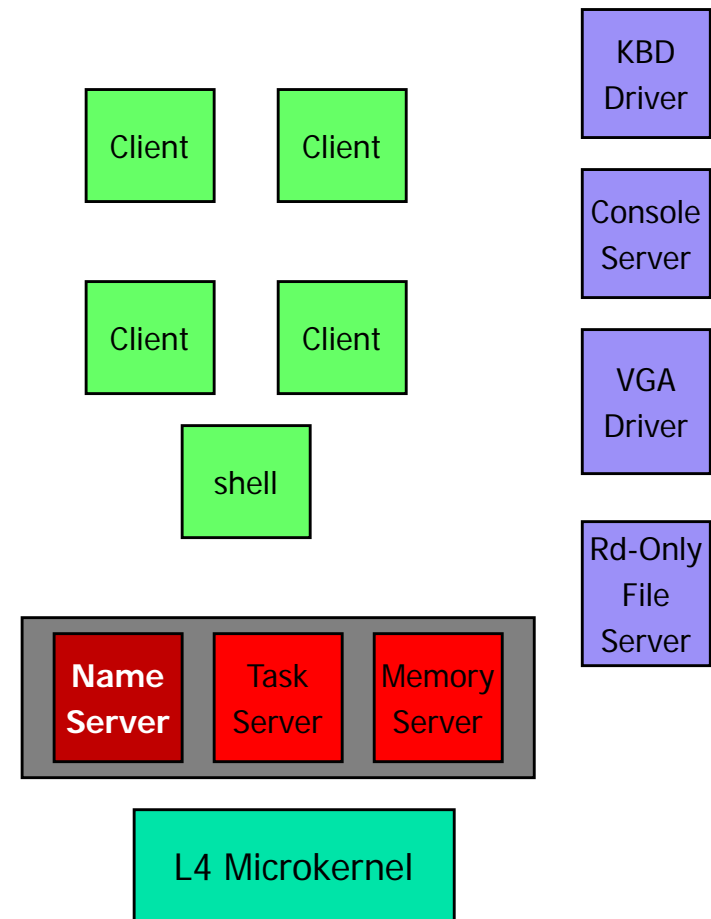 KBD
Driver
Client
Client
Console
Server
Client
Client
VGA
Driver
shell
Rd-Only
File
Server
Name
Server
Task
Server
Memory
Server
L4 Microkernel